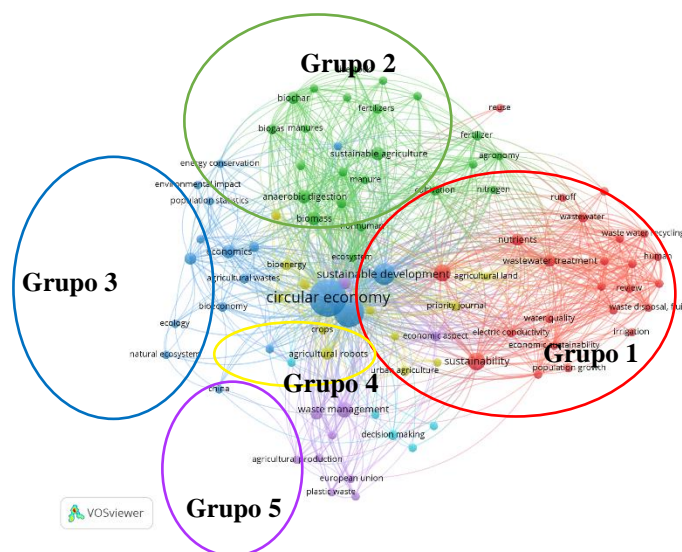 Grupo 2
biochar
fertilizers
reuse
biogas
manures
fertilizer
sustainable agriculture
agronomy
energy conservation
manure
environmental impact
cultivation
nitrogen
anaerobic digestion
population statistics
runoff
biomass
wastewater
nonhuman
waste water recycling
nutrients
human
economics
ecosystem
wastewater treatment
bioenergy
sustainable development
agricultural land
review
Grupo 3
agricultural wastes
circular economy
waste disposal, flui
bioeconomy
priority journal
water quality
ecology
crops
economic aspect
electric conductivity
irrigation
economic sustainability
natural ecosystem
agricultural robots
sustainability
Grupo 1
population growth
urban agriculture
Grupo 4
china
waste management
decision making
agricultural production
european union
plastic waste
Grupo 5
VOSviewer